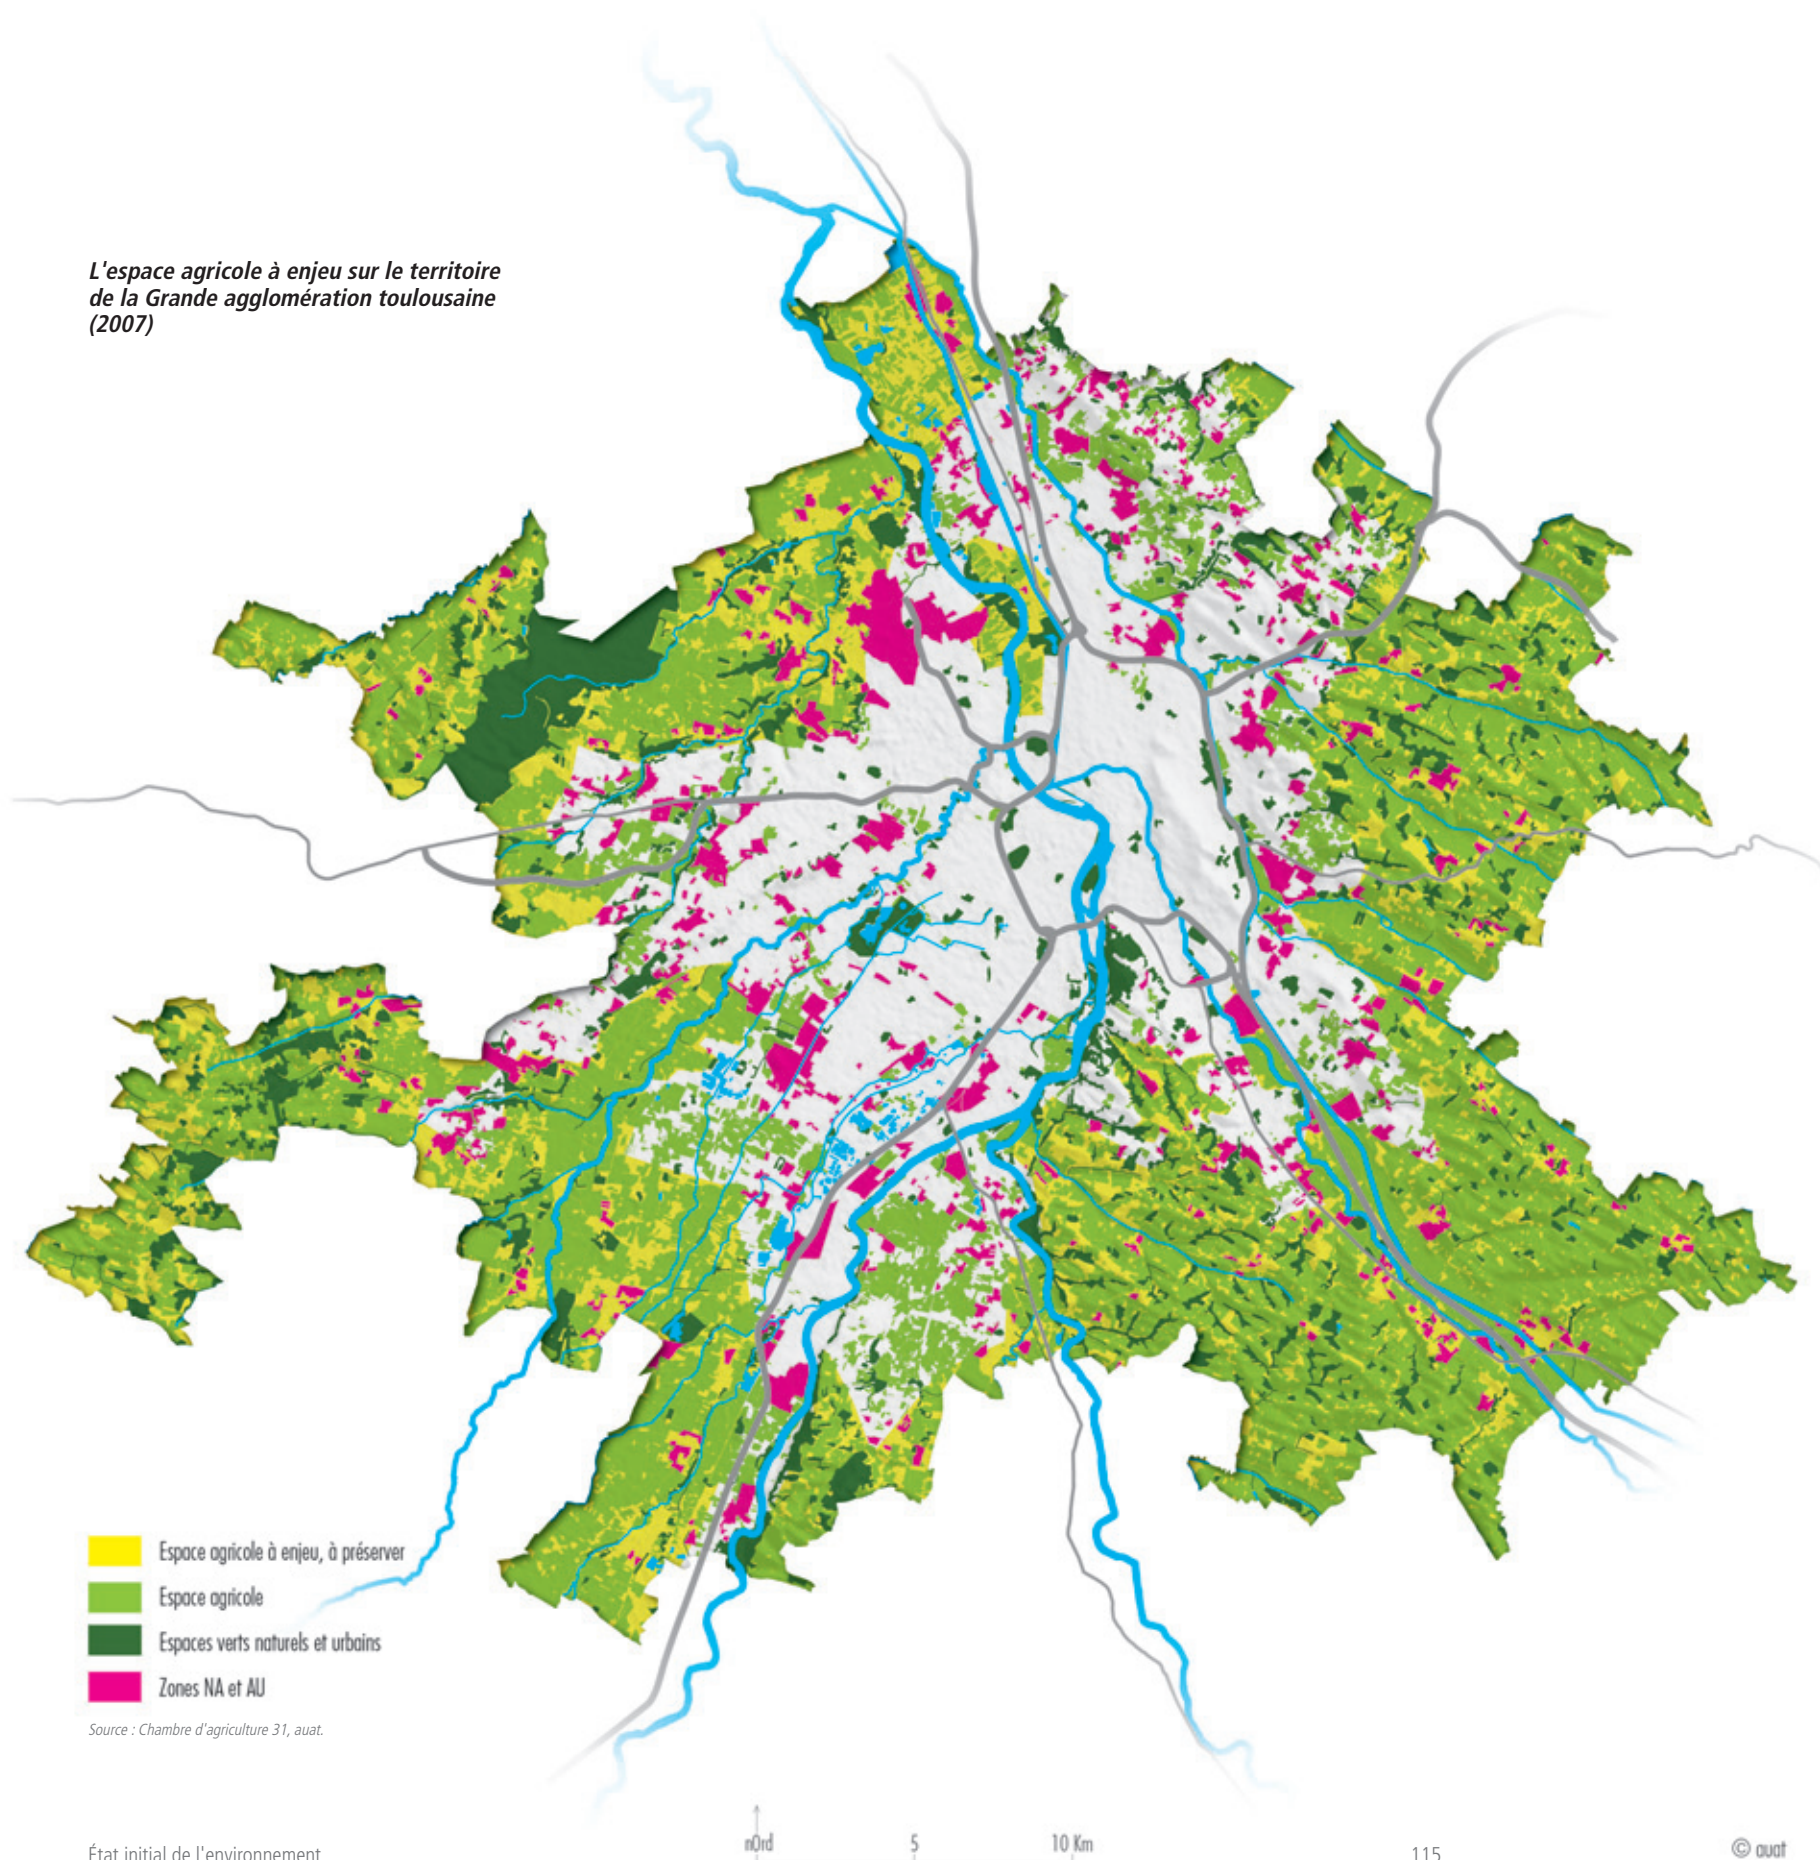 L'espace agricole à enjeu sur le territoire
de la Grande agglomération toulousaine
(2007)
Espace agricole à enjeu, à préserver
Espace agricole
Espaces verts naturels et urbains
Zones NA et AU
Source : Chambre d'agriculture 31, auat.
nOrd 5 10 Km
État initial de l'environnement 115 © auat